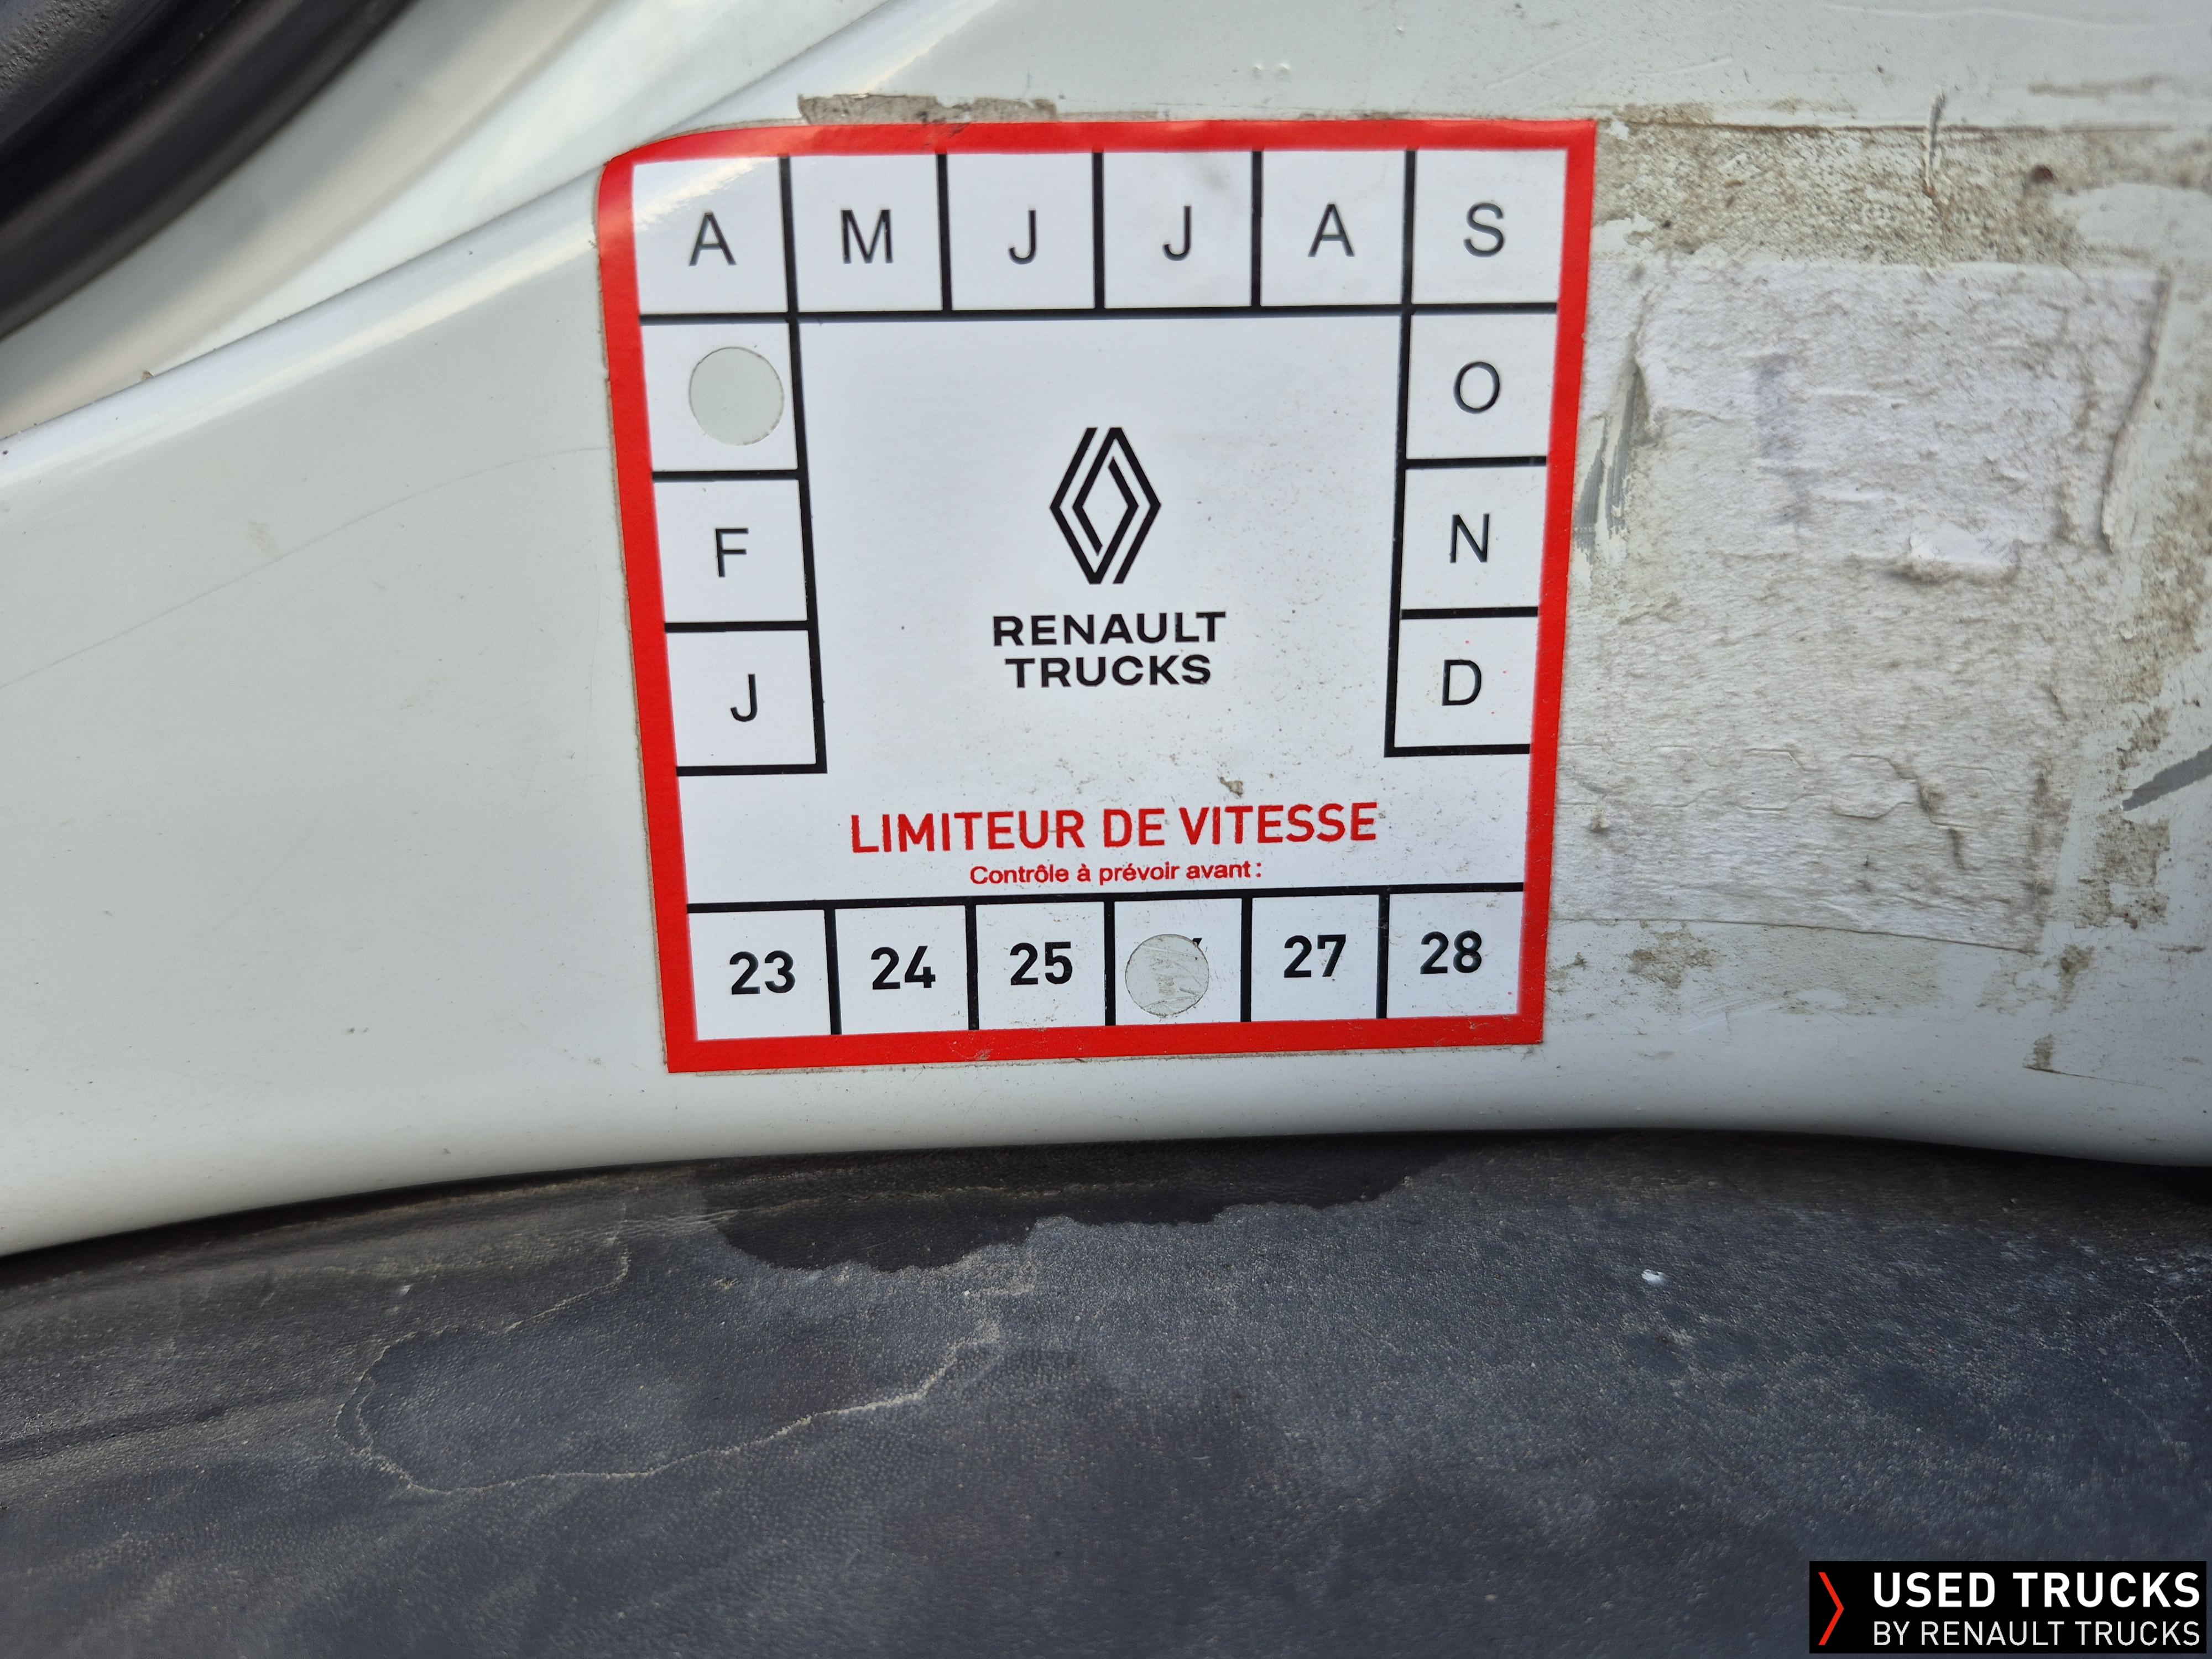 A M J J A S
O
F N
J D
RENAULT
TRUCKS
LIMITEUR DE VITESSE
Contrôle à prévoir avant :
23 24 25 27 28
USED TRUCKS
BY RENAULT TRUCKS